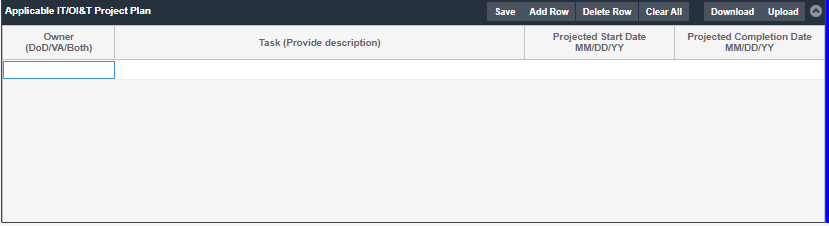 Applicable IT/OI&T Project Plan
Save Add Row Delete Row Clear All Download Upload
Owner
(DoD/VA/Both)
Task (Provide description)
Projected Start Date
MM/DD/YY
Projected Completion Date
MM/DD/YY